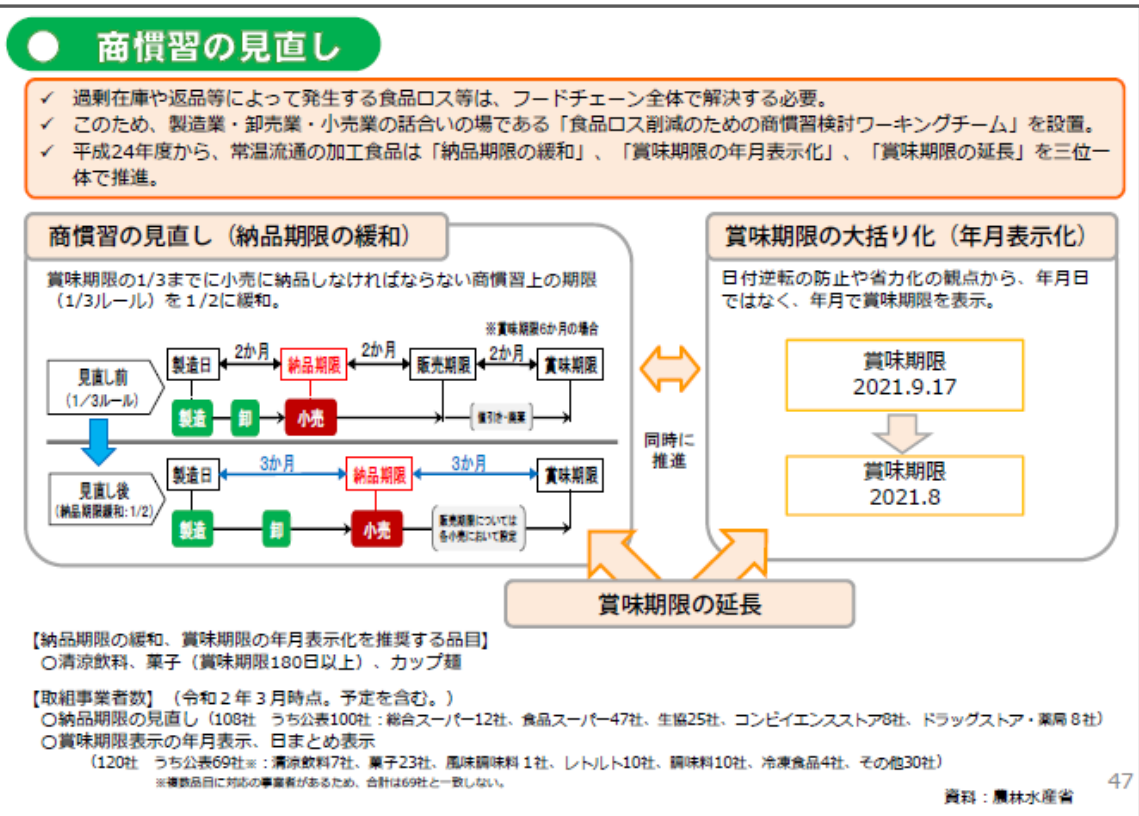 商慣習の見直し
✓ 過剰在庫や返品等によって発生する食品ロス等は、フードチェーン全体で解決する必要。
✓ このため、製造業・卸売業・小売業の話合いの場である「食品ロス削減のための商慣習検討ワーキングチーム」を設置。
✓ 平成24年度から、常温流通の加工食品は「納品期限の緩和」、「賞味期限の年月表示化」、「賞味期限の延長」を三位一
体で推進。
商慣習の見直し（納品期限の緩和）
賞味期限の1/3までに小売に納品しなければならない商慣習上の期限
（1/3ルール）を１/2に緩和。
※賞味期限6か月の場合
見直し前
（1／3ルール）
製造日 2か月 納品期限 2か月 販売期限 2か月 賞味期限
製造 卸 小売 値引き・廃棄
見直し後
（納品期限緩和：1/2）
製造日 3か月 納品期限 3か月 賞味期限
製造 卸 小売 販売期限については
各小売において設定
同時に
推進
賞味期限の大括り化（年月表示化）
日付逆転の防止や省力化の観点から、年月日
ではなく、年月で賞味期限を表示。
賞味期限
2021.9.17
賞味期限
2021.8
賞味期限の延長
【納品期限の緩和、賞味期限の年月表示化を推奨する品目】
○清涼飲料、菓子（賞味期限180日以上）、カップ麺
【取組事業者数】（令和２年３月時点。予定を含む。）
○納品期限の見直し（108社 うち公表100社：総合スーパー12社、食品スーパー47社、生協25社、コンビイエンスストア8社、ドラッグストア・薬局８社）
○賞味期限表示の年月表示、日まとめ表示
（120社 うち公表69社※：清涼飲料7社、菓子23社、風味調味料１社、レトルト10社、調味料10社、冷凍食品4社、その他30社）
※複数品目に対応の事業者があるため、合計は69社と一致しない。
資料：農林水産省
47